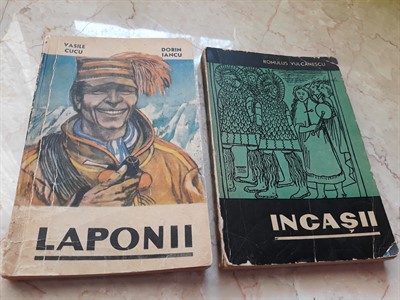 VASILE
CUCU
DORIN
IANCU
LAPONII
ROMULUS VULCĂNESCU
INCAȘII